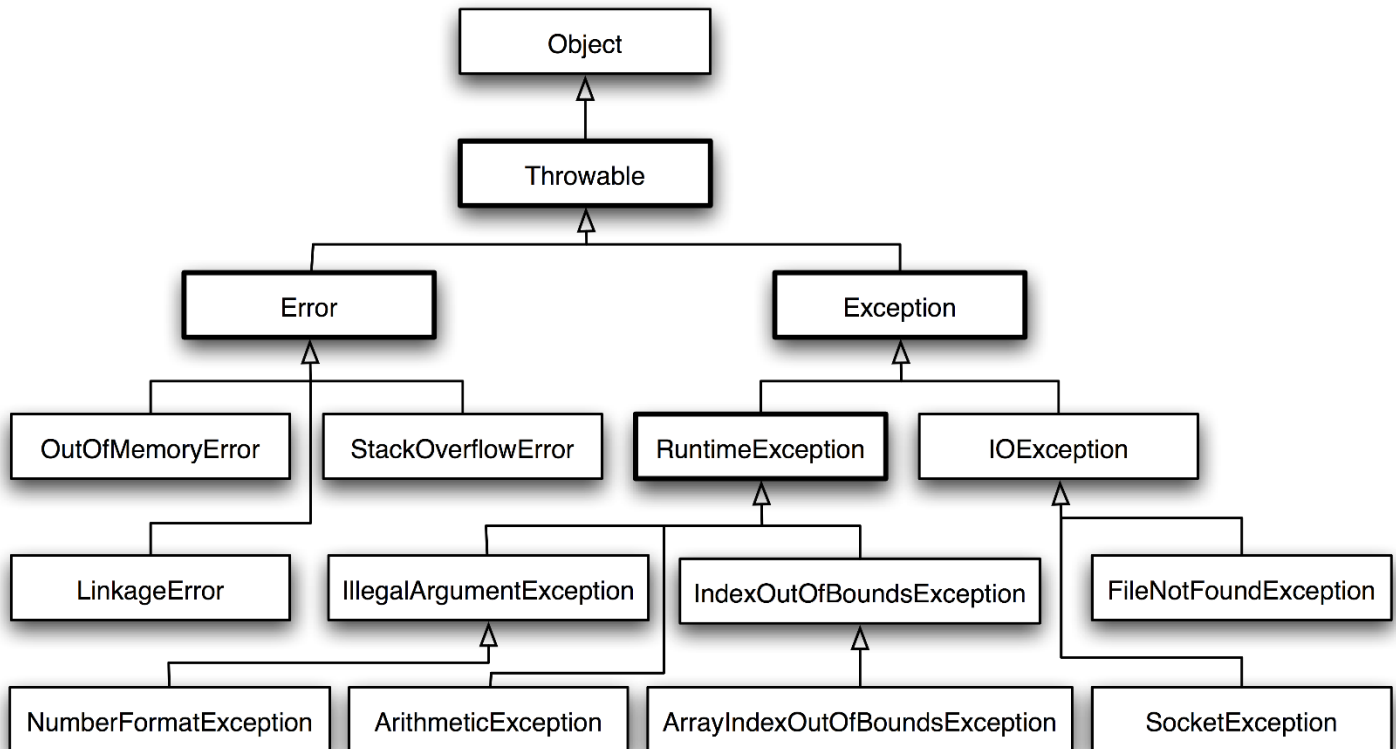 Object
Throwable
Error
Exception
OutOfMemoryError
StackOverflowError
RuntimeException
IOException
LinkageError
IllegalArgumentException
IndexOutOfBoundsException
FileNotFoundException
NumberFormatException
ArithmeticException
ArrayIndexOutOfBoundsException
SocketException